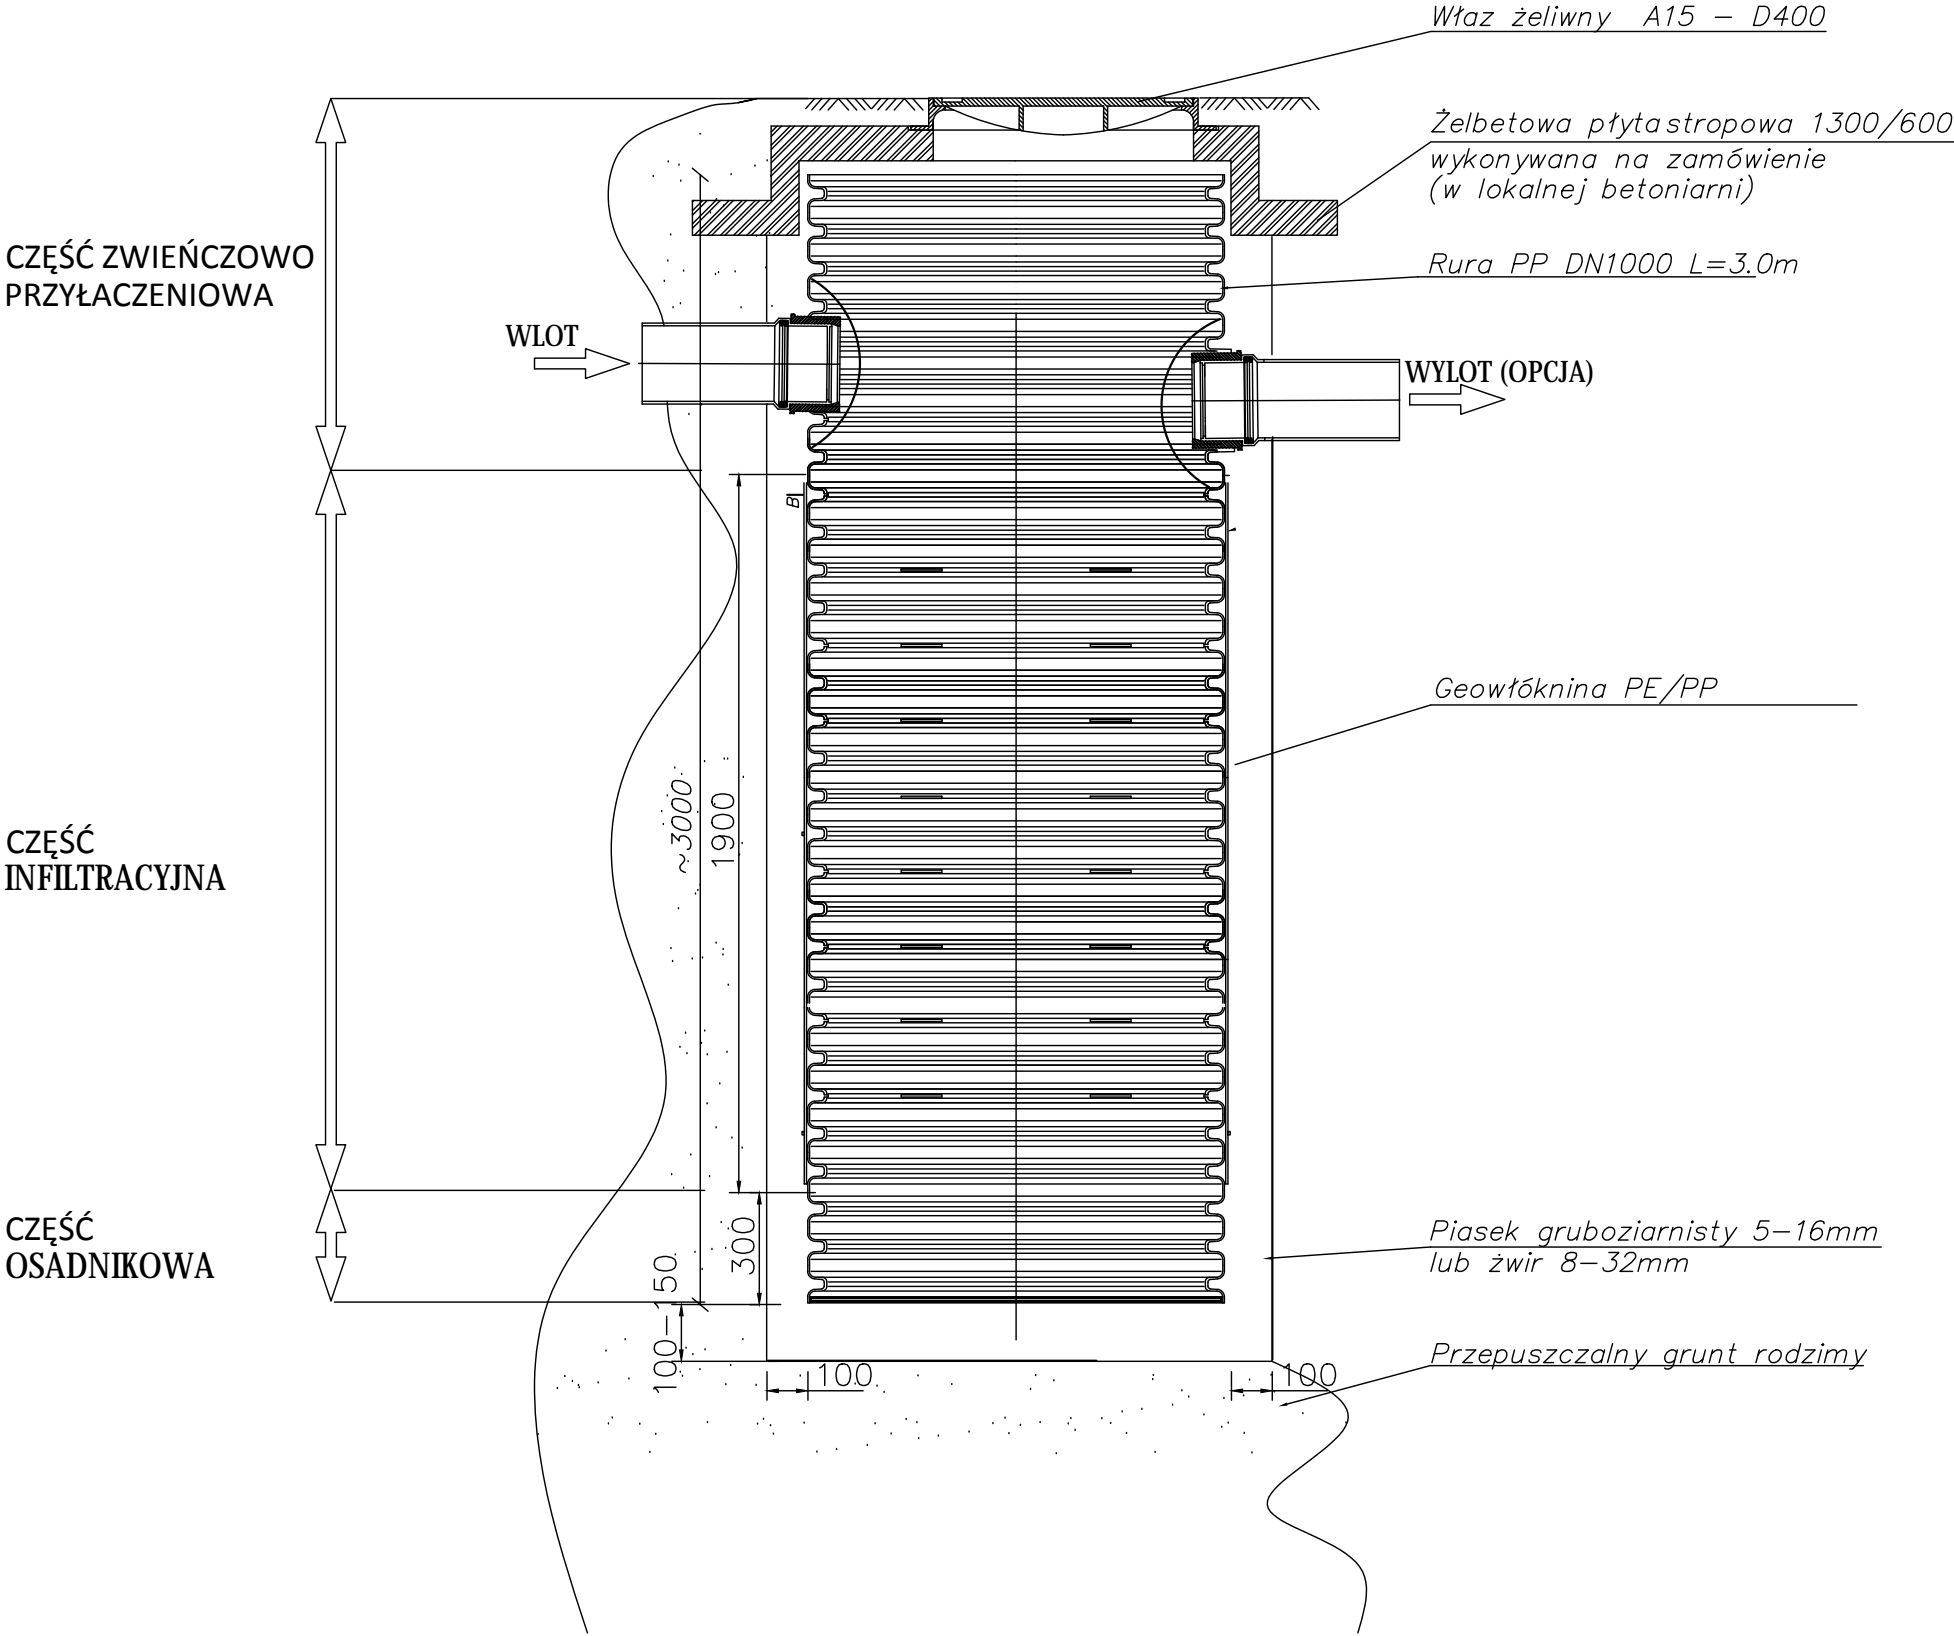 Właz żeliwny A15 – D400
Żelbetowa płyta stropowa 1300/600
wykonywana na zamówienie
(w lokalnej betoniarni)
CZĘŚĆ ZWIEŃCZOWO
PRZYŁACZENIOWA
Rura PP DN1000 L=3.0m
WLOT
WYLOT (OPCJA)
B
Geowłóknina PE/PP
~3000
1900
CZĘŚĆ
INFILTRACYJNA
CZĘŚĆ
OSADNIKOWA
300
100–150
Piasek gruboziarnisty 5–16mm
lub żwir 8–32mm
Przepuszczalny grunt rodzimy
100
100